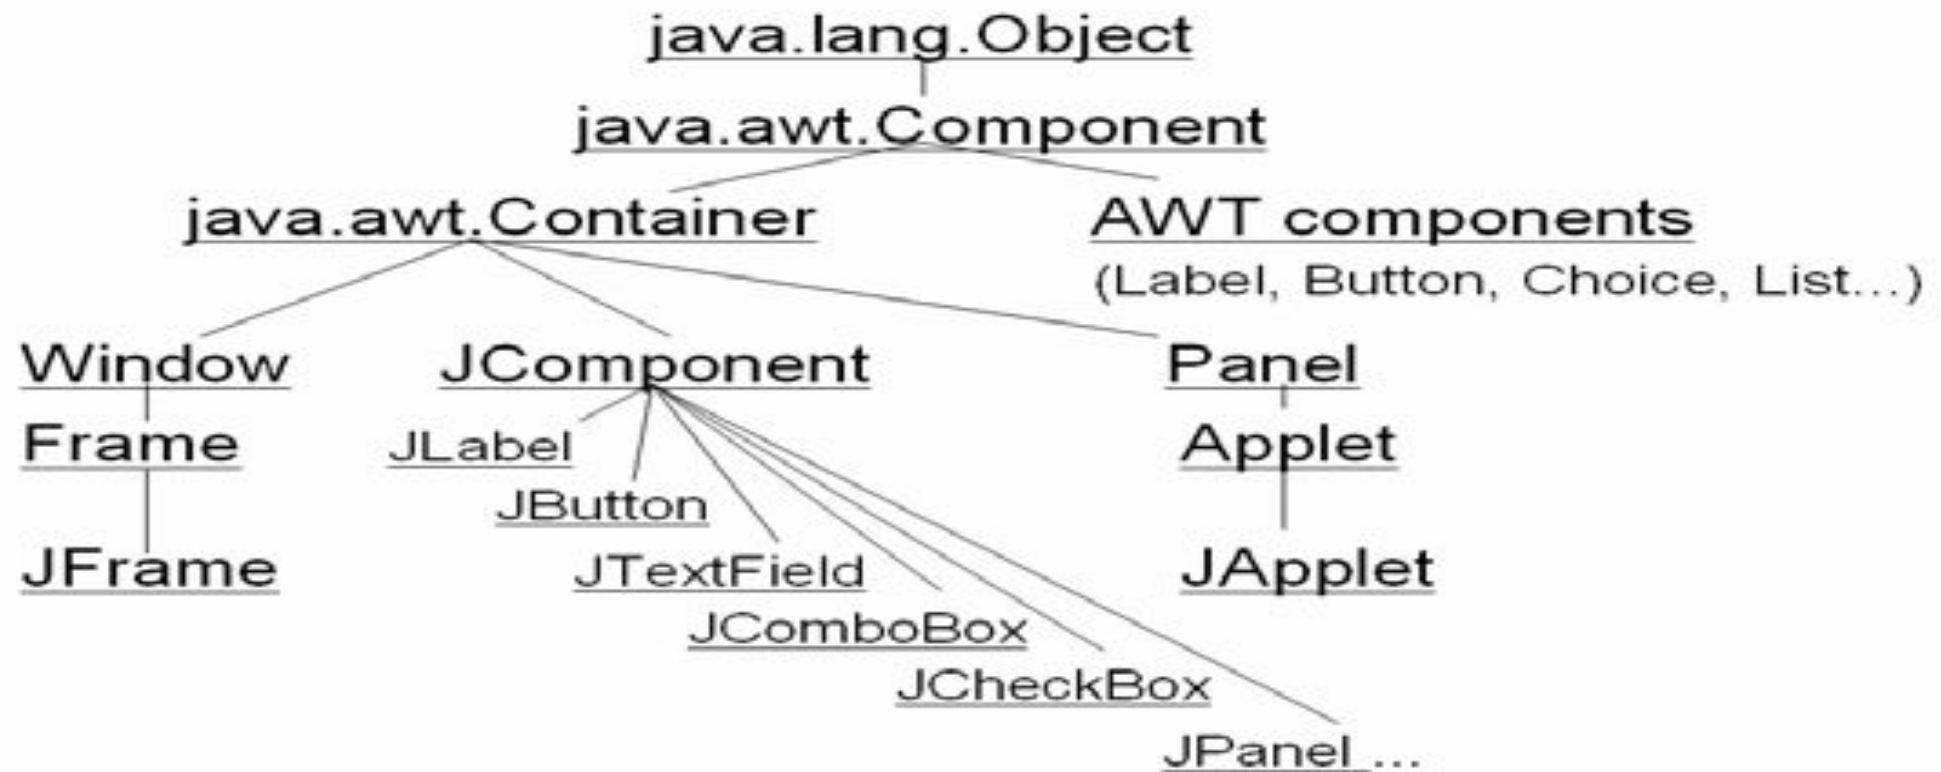 java.lang.Object
java.awt.Component
java.awt.Container AWT components
(Label, Button, Choice, List...)
Window JComponent Panel
Frame JLabel Applet
JButton
JFrame JTextField JApplet
JComboBox
JCheckBox
JPanel ...